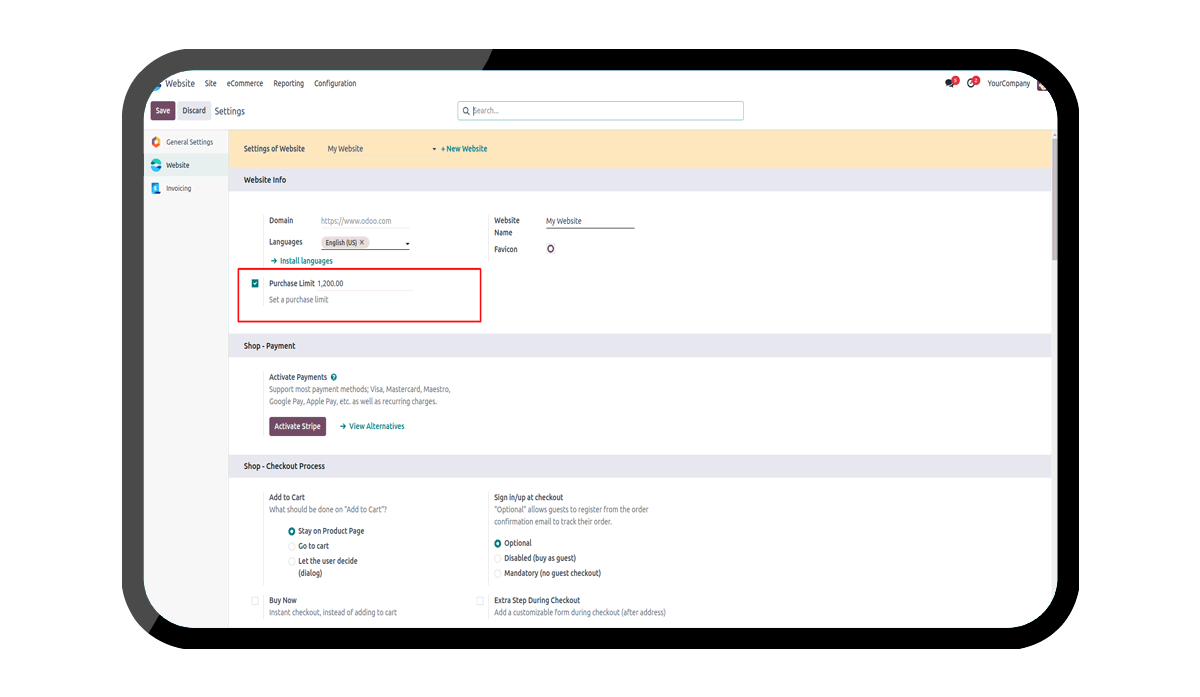 Website Site eCommerce Reporting Configuration 5 2 YourCompany
Save Discard Settings Search...
General Settings
Website
Invoicing
Settings of Website My Website + New Website
Website Info
Domain https://www.odoo.com
Languages English (US) ×
→ Install languages
Website
Name
My Website
Favicon
Purchase Limit 1,200.00
Set a purchase limit
Shop - Payment
Activate Payments ?
Support most payment methods; Visa, Mastercard, Maestro,
Google Pay, Apple Pay, etc. as well as recurring charges.
Activate Stripe → View Alternatives
Shop - Checkout Process
Add to Cart
What should be done on "Add to Cart"?
Stay on Product Page
Go to cart
Let the user decide
(dialog)
Sign in/up at checkout
"Optional" allows guests to register from the order
confirmation email to track their order.
Optional
Disabled (buy as guest)
Mandatory (no guest checkout)
Buy Now
Instant checkout, instead of adding to cart
Extra Step During Checkout
Add a customizable form during checkout (after address)